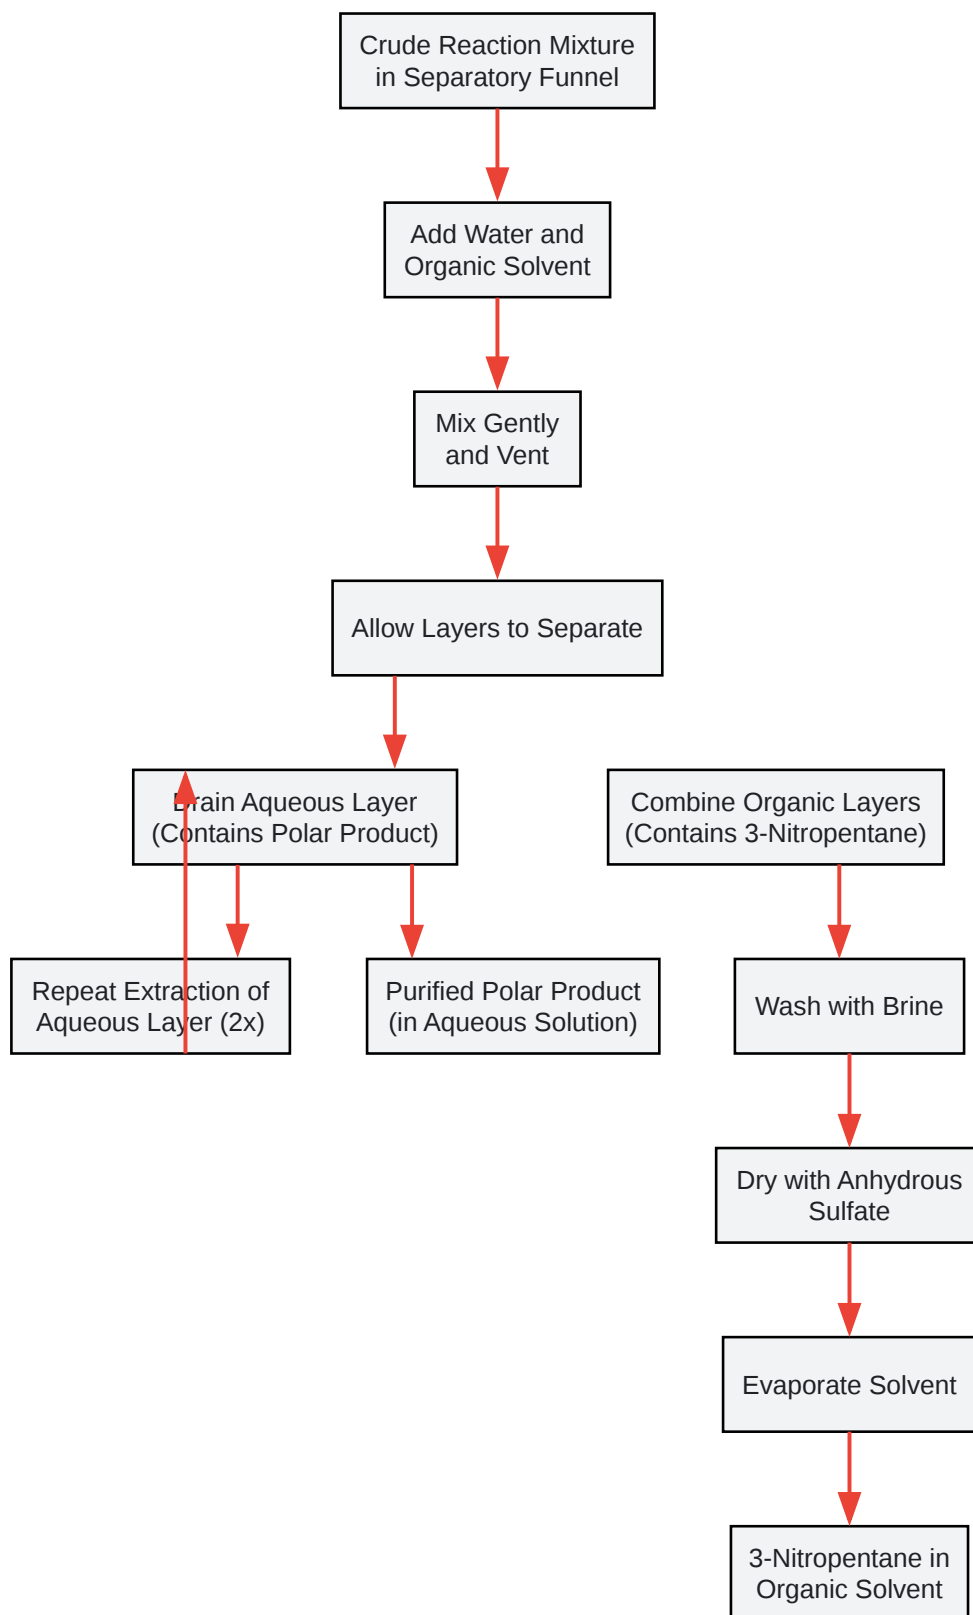 Crude Reaction Mixture
in Separatory Funnel
Add Water and
Organic Solvent
Mix Gently
and Vent
Allow Layers to Separate
Drain Aqueous Layer
(Contains Polar Product)
Combine Organic Layers
(Contains 3-Nitropentane)
Repeat Extraction of
Aqueous Layer (2x)
Purified Polar Product
(in Aqueous Solution)
Wash with Brine
Dry with Anhydrous
Sulfate
Evaporate Solvent
3-Nitropentane in
Organic Solvent